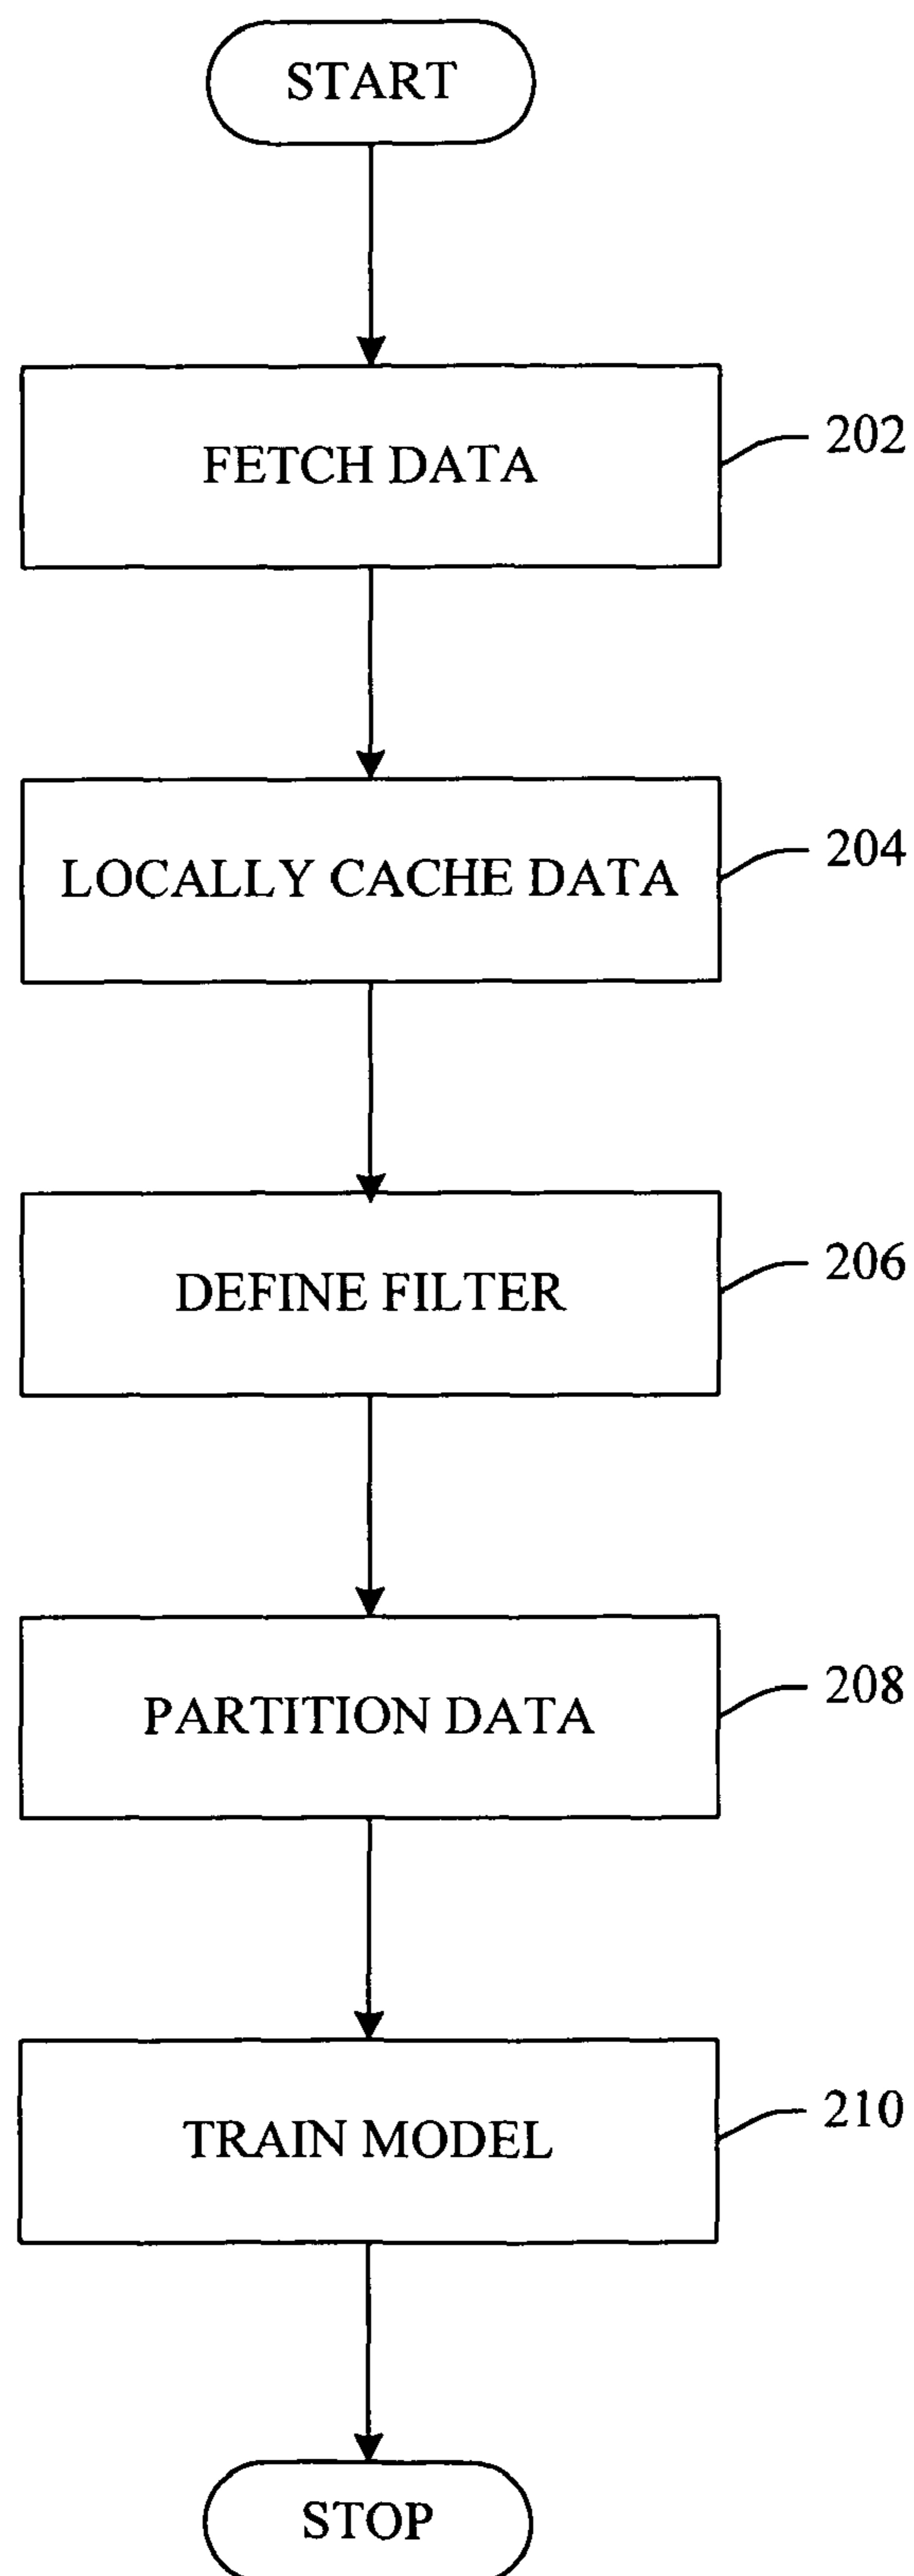 START
FETCH DATA
202
LOCALLY CACHE DATA
204
DEFINE FILTER
206
PARTITION DATA
208
TRAIN MODEL
210
STOP